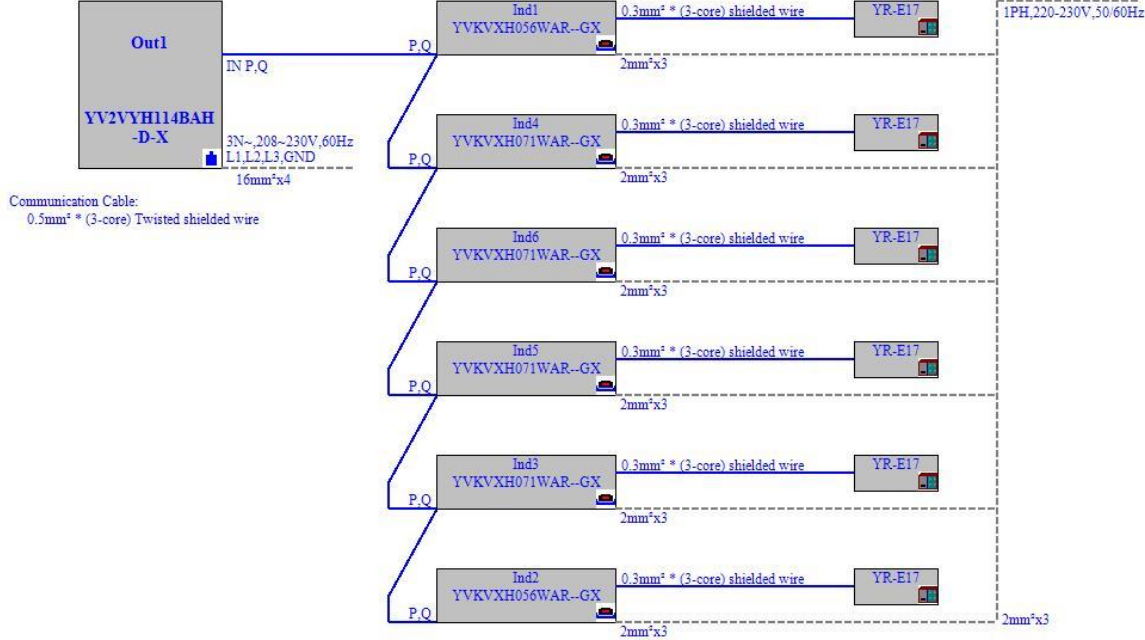 Out1
YV2VYH114BAH
-D-X
IN P,Q
3N~,208~230V,60Hz
L1,L2,L3,GND
16mm²x4
Communication Cable:
0.5mm² * (3-core) Twisted shielded wire
P,Q
Ind1
YVKVXH056WAR--GX
0.3mm² * (3-core) shielded wire
YR-E17
1PH,220-230V,50/60Hz
2mm²x3
P,Q
Ind4
YVKVXH071WAR--GX
0.3mm² * (3-core) shielded wire
YR-E17
2mm²x3
P,Q
Ind6
YVKVXH071WAR--GX
0.3mm² * (3-core) shielded wire
YR-E17
2mm²x3
P,Q
Ind5
YVKVXH071WAR--GX
0.3mm² * (3-core) shielded wire
YR-E17
2mm²x3
P,Q
Ind3
YVKVXH071WAR--GX
0.3mm² * (3-core) shielded wire
YR-E17
2mm²x3
P,Q
Ind2
YVKVXH056WAR--GX
0.3mm² * (3-core) shielded wire
YR-E17
2mm²x3
2mm²x3